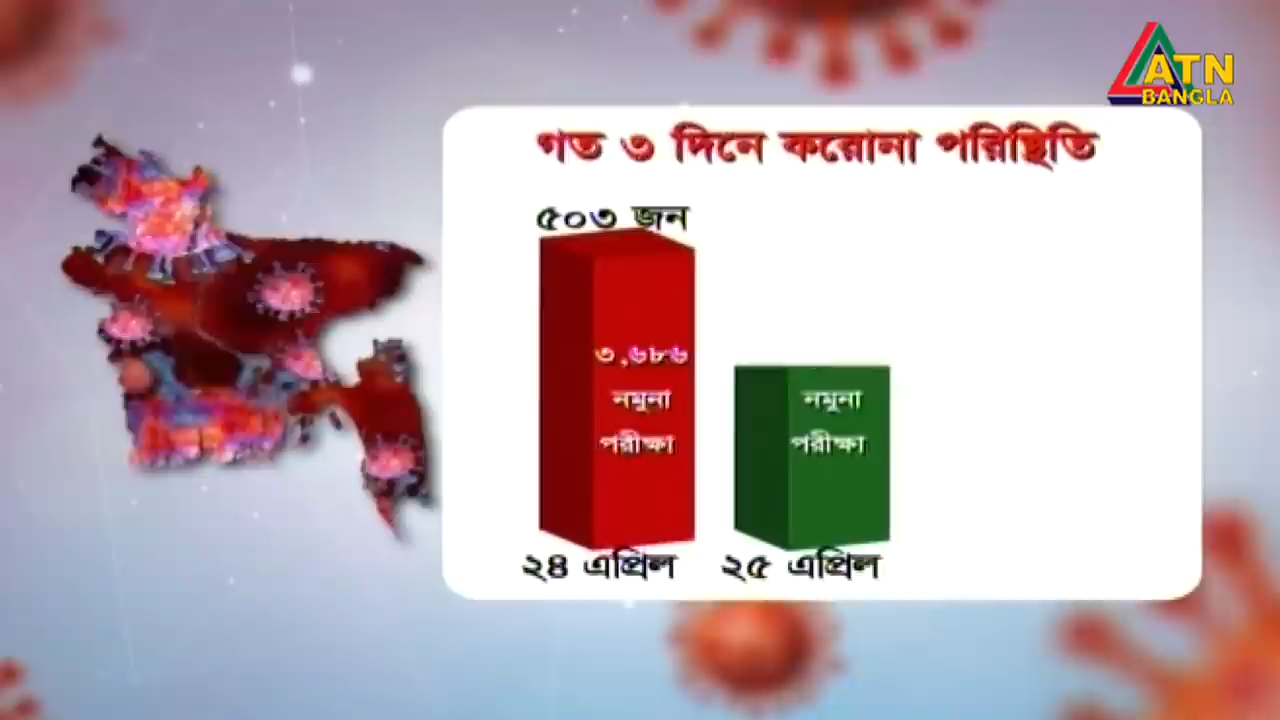 ATN
BANGLA
গত ৩ দিনে করোনা পরিস্থিতি
৫০৩ জন
৩,৬৮৬
নমুনা
পরীক্ষা
নমুনা
পরীক্ষা
২৪ এপ্রিল
২৫ এপ্রিল